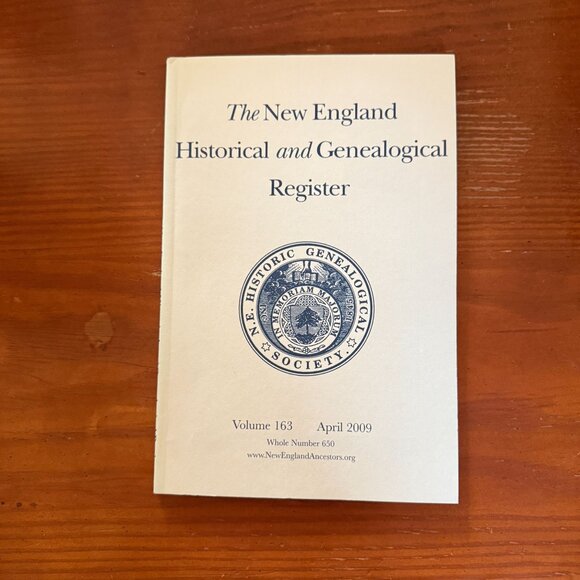 The New England
Historical and Genealogical
Register
N.E. HISTORIC GENEALOGICAL
SOCIETY.
IN MEMORIAM MAJORUM
Volume 163 April 2009
Whole Number 650
www.NewEnglandAncestors.org